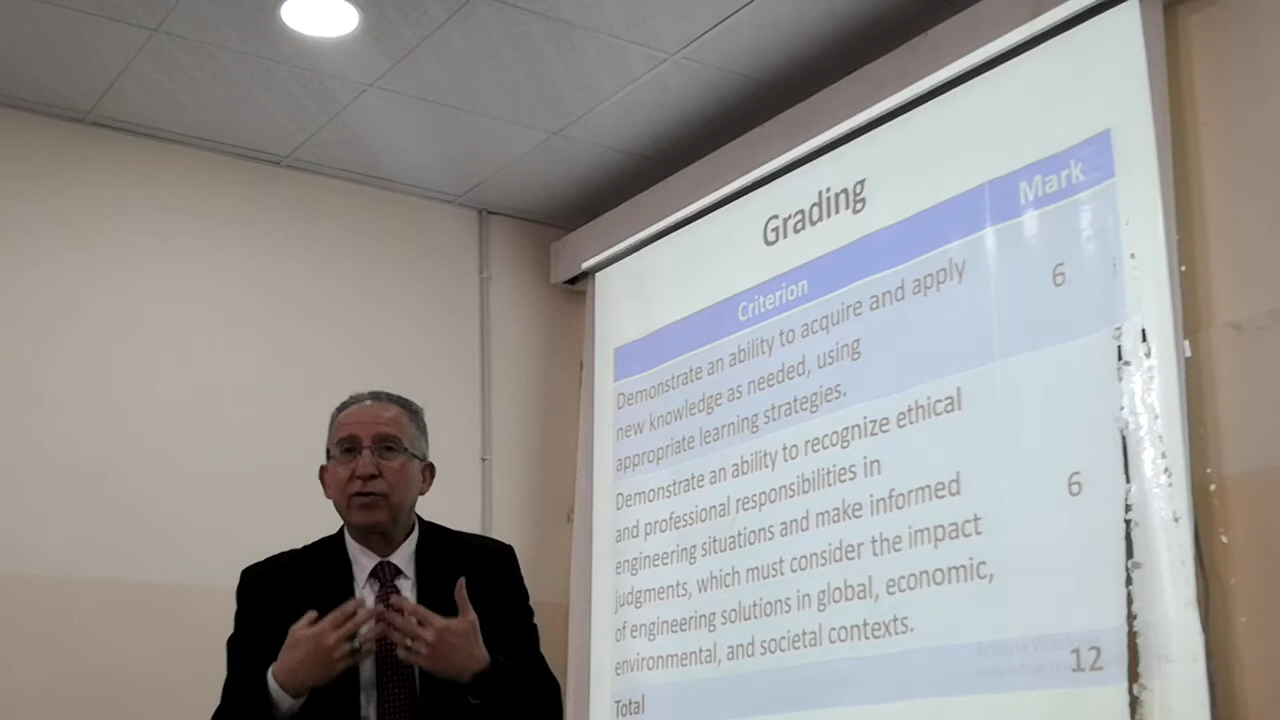 Grading
Criterion
Mark
Demonstrate an ability to acquire and apply
new knowledge as needed, using
appropriate learning strategies.
6
Demonstrate an ability to recognize ethical
and professional responsibilities in
engineering situations and make informed
judgments, which must consider the impact
of engineering solutions in global, economic,
environmental, and societal contexts.
6
Total
12